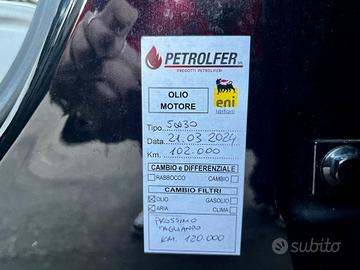 PETROLFER SRL
PRODOTTI PETROLIFERI
OLIO
MOTORE
eni
Tipo 5W30
Data 21.03.2024
Km. 102.000
CAMBIO e DIFFERENZIALE
RABBOCCO CAMBIO
CAMBIO FILTRI
OLIO GASOLIO
ARIA CLIMA
PROSSIMO
TAGLIANDO
KM. 120.000
subito